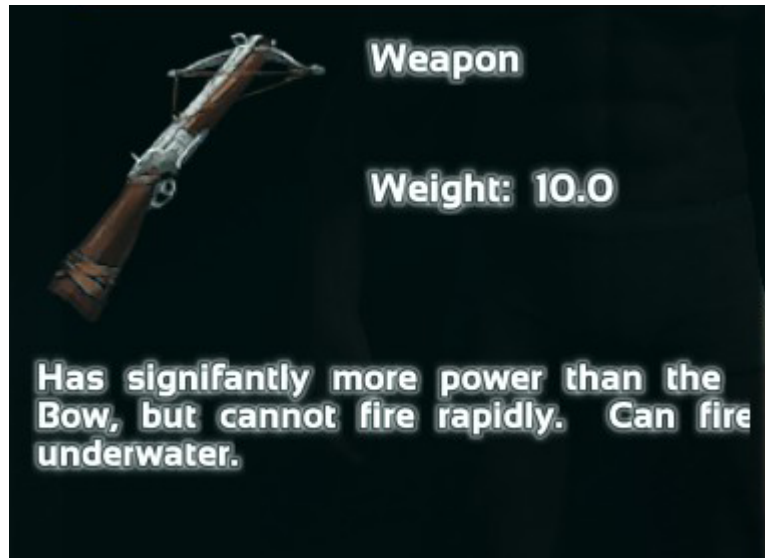 Weapon
Weight: 10.0
Has signifantly more power than the
Bow, but cannot fire rapidly. Can fire
underwater.